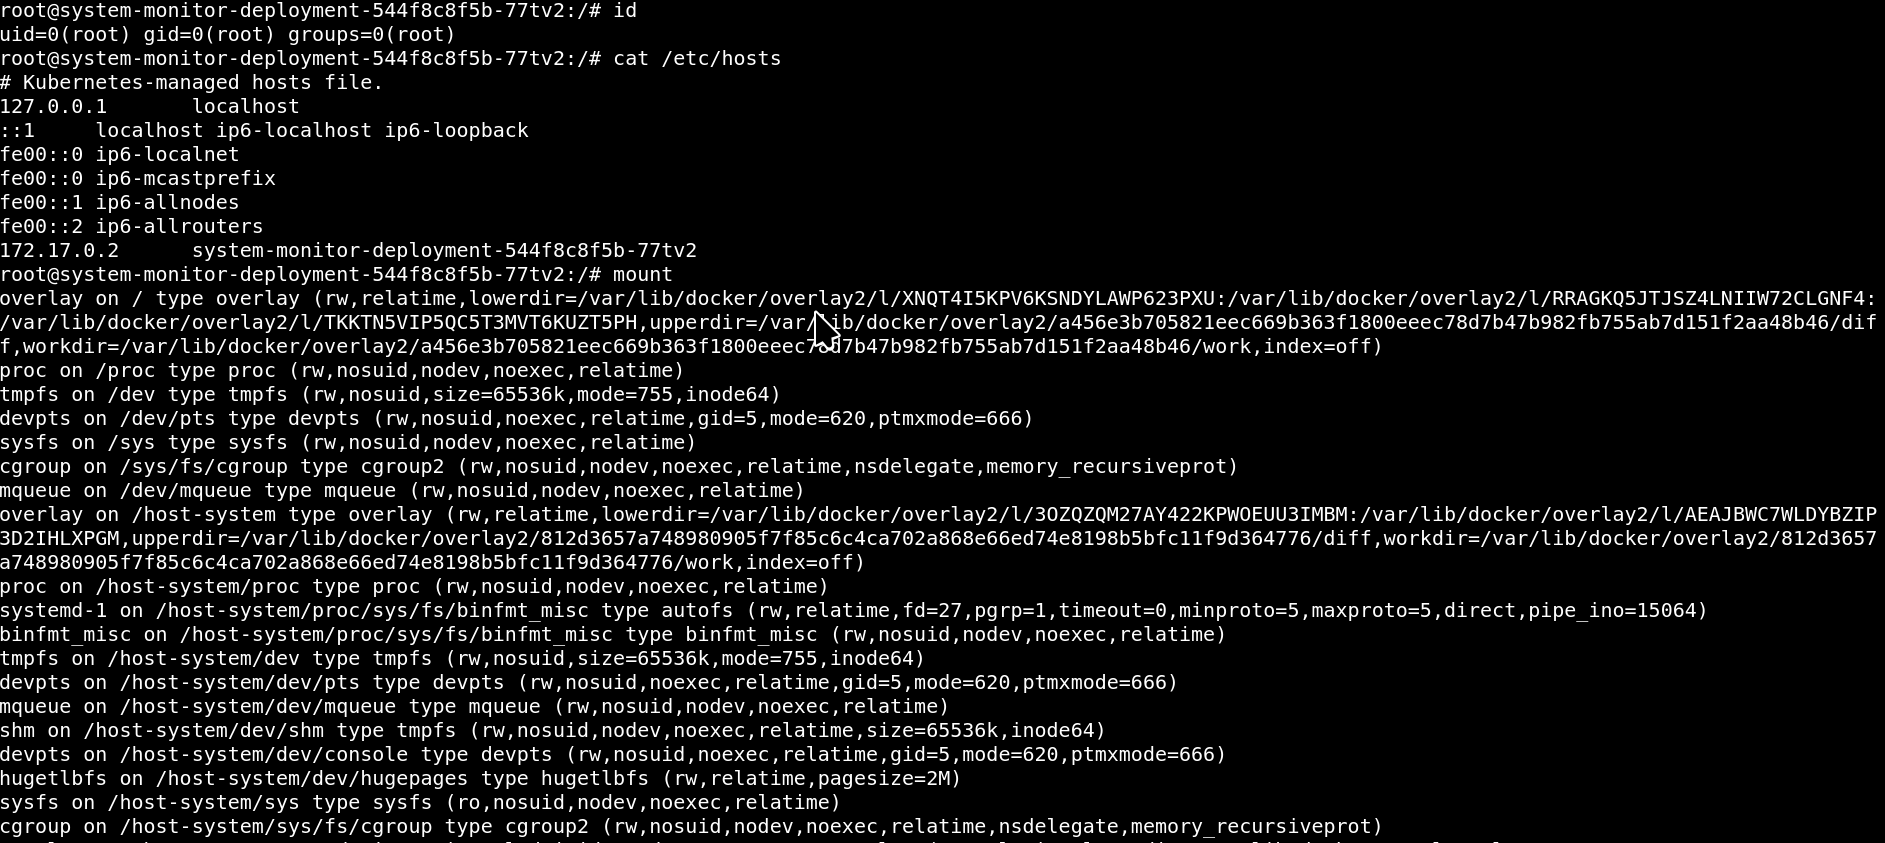 root@system-monitor-deployment-544f8c8f5b-77tv2:/# id
uid=0(root) gid=0(root) groups=0(root)
root@system-monitor-deployment-544f8c8f5b-77tv2:/# cat /etc/hosts
# Kubernetes-managed hosts file.
127.0.0.1       localhost
::1     localhost ip6-localhost ip6-loopback
fe00::0 ip6-localnet
fe00::0 ip6-mcastprefix
fe00::1 ip6-allnodes
fe00::2 ip6-allrouters
172.17.0.2      system-monitor-deployment-544f8c8f5b-77tv2
root@system-monitor-deployment-544f8c8f5b-77tv2:/# mount
overlay on / type overlay (rw,relatime,lowerdir=/var/lib/docker/overlay2/l/XNQT4I5KPV6KSNDYLAWP623PXU:/var/lib/docker/overlay2/l/RRAGKQ5JTJSZ4LNIIW72CLGNF4:
/var/lib/docker/overlay2/l/TKKTN5VIP5QC5T3MVT6KUZT5PH,upperdir=/var/lib/docker/overlay2/a456e3b705821eec669b363f1800eeec78d7b47b982fb755ab7d151f2aa48b46/dif
f,workdir=/var/lib/docker/overlay2/a456e3b705821eec669b363f1800eeec78d7b47b982fb755ab7d151f2aa48b46/work,index=off)
proc on /proc type proc (rw,nosuid,nodev,noexec,relatime)
tmpfs on /dev type tmpfs (rw,nosuid,size=65536k,mode=755,inode64)
devpts on /dev/pts type devpts (rw,nosuid,noexec,relatime,gid=5,mode=620,ptmxmode=666)
sysfs on /sys type sysfs (rw,nosuid,nodev,noexec,relatime)
cgroup on /sys/fs/cgroup type cgroup2 (rw,nosuid,nodev,noexec,relatime,nsdelegate,memory_recursiveprot)
mqueue on /dev/mqueue type mqueue (rw,nosuid,nodev,noexec,relatime)
overlay on /host-system type overlay (rw,relatime,lowerdir=/var/lib/docker/overlay2/l/3OZQZQM27AY422KPWOEUU3IMBM:/var/lib/docker/overlay2/l/AEAJBWC7WLDYBZIP
3D2IHLXPGM,upperdir=/var/lib/docker/overlay2/812d3657a748980905f7f85c6c4ca702a868e66ed74e8198b5bfc11f9d364776/diff,workdir=/var/lib/docker/overlay2/812d3657
a748980905f7f85c6c4ca702a868e66ed74e8198b5bfc11f9d364776/work,index=off)
proc on /host-system/proc type proc (rw,nosuid,nodev,noexec,relatime)
systemd-1 on /host-system/proc/sys/fs/binfmt_misc type autofs (rw,relatime,fd=27,pgrp=1,timeout=0,minproto=5,maxproto=5,direct,pipe_ino=15064)
binfmt_misc on /host-system/proc/sys/fs/binfmt_misc type binfmt_misc (rw,nosuid,nodev,noexec,relatime)
tmpfs on /host-system/dev type tmpfs (rw,nosuid,size=65536k,mode=755,inode64)
devpts on /host-system/dev/pts type devpts (rw,nosuid,noexec,relatime,gid=5,mode=620,ptmxmode=666)
mqueue on /host-system/dev/mqueue type mqueue (rw,nosuid,nodev,noexec,relatime)
shm on /host-system/dev/shm type tmpfs (rw,nosuid,nodev,noexec,relatime,size=65536k,inode64)
devpts on /host-system/dev/console type devpts (rw,nosuid,noexec,relatime,gid=5,mode=620,ptmxmode=666)
hugetlbfs on /host-system/dev/hugepages type hugetlbfs (rw,relatime,pagesize=2M)
sysfs on /host-system/sys type sysfs (ro,nosuid,nodev,noexec,relatime)
cgroup on /host-system/sys/fs/cgroup type cgroup2 (rw,nosuid,nodev,noexec,relatime,nsdelegate,memory_recursiveprot)